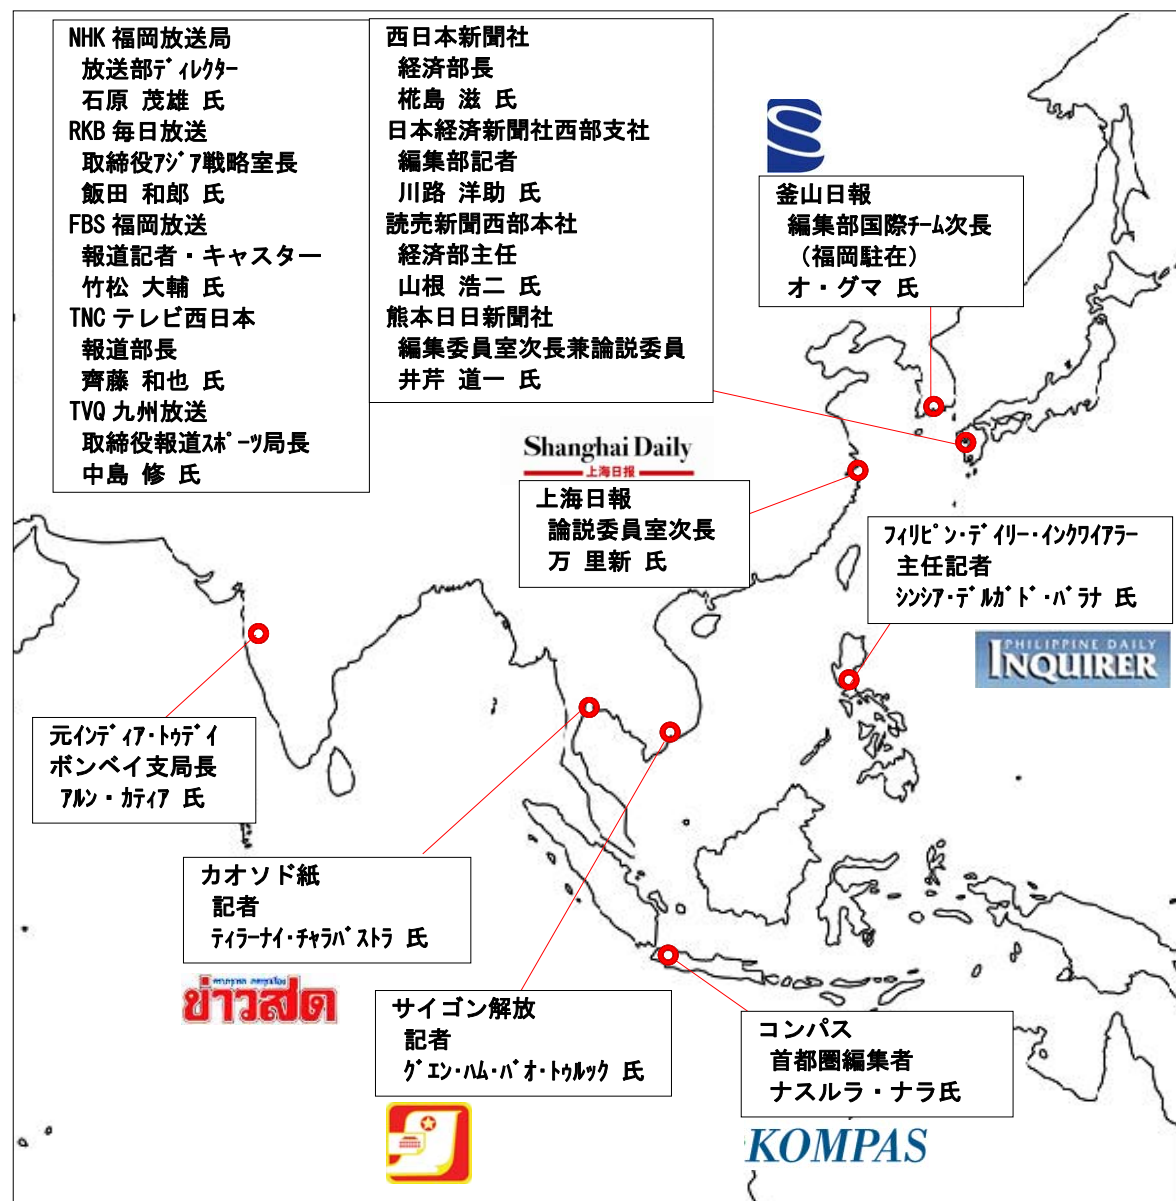 NHK 福岡放送局
放送部ディレクター
石原 茂雄 氏
RKB 毎日放送
取締役アジア戦略室長
飯田 和郎 氏
FBS 福岡放送
報道記者・キャスター
竹松 大輔 氏
TNC テレビ西日本
報道部長
齊藤 和也 氏
TVQ 九州放送
取締役報道スポーツ局長
中島 修 氏
西日本新聞社
経済部長
椛島 滋 氏
日本経済新聞社西部支社
編集部記者
川路 洋助 氏
読売新聞西部本社
経済部主任
山根 浩二 氏
熊本日日新聞社
編集委員室次長兼論説委員
井芹 道一 氏
釜山日報
編集部国際チーム次長
（福岡駐在）
オ・グマ 氏
Shanghai Daily
上海日报
上海日報
論説委員室次長
万 里新 氏
フィリピン・デイリー・インクワイアラー
主任記者
シンシア・デルガド・バラナ 氏
PHILIPPINE DAILY
INQUIRER
元インディア・トゥデイ
ボンベイ支局長
アルン・カティア 氏
カオソド紙
記者
ティラーナイ・チャラバストラ 氏
ข่าวสด
サイゴン解放
記者
グエン・ハム・バオ・トゥルック 氏
コンパス
首都圏編集者
ナスルラ・ナラ氏
KOMPAS